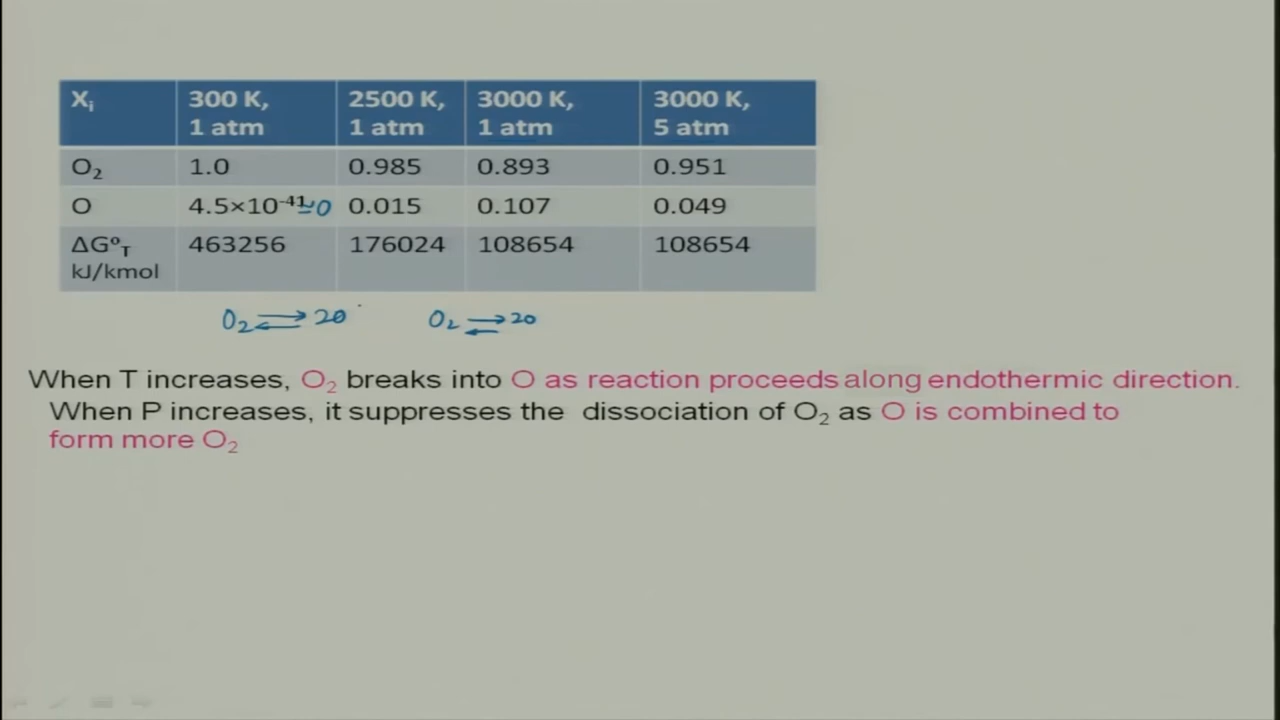 Xᵢ 300 K, 1 atm 2500 K, 1 atm 3000 K, 1 atm 3000 K, 5 atm
O₂ 1.0 0.985 0.893 0.951
O 4.5×10⁻⁴¹≃0 0.015 0.107 0.049
ΔG°ᴛ kJ/kmol 463256 176024 108654 108654
O₂ ⇌ 2O O₂ ⇌ 2O
When T increases, O₂ breaks into O as reaction proceeds along endothermic direction.
When P increases, it suppresses the dissociation of O₂ as O is combined to
form more O₂